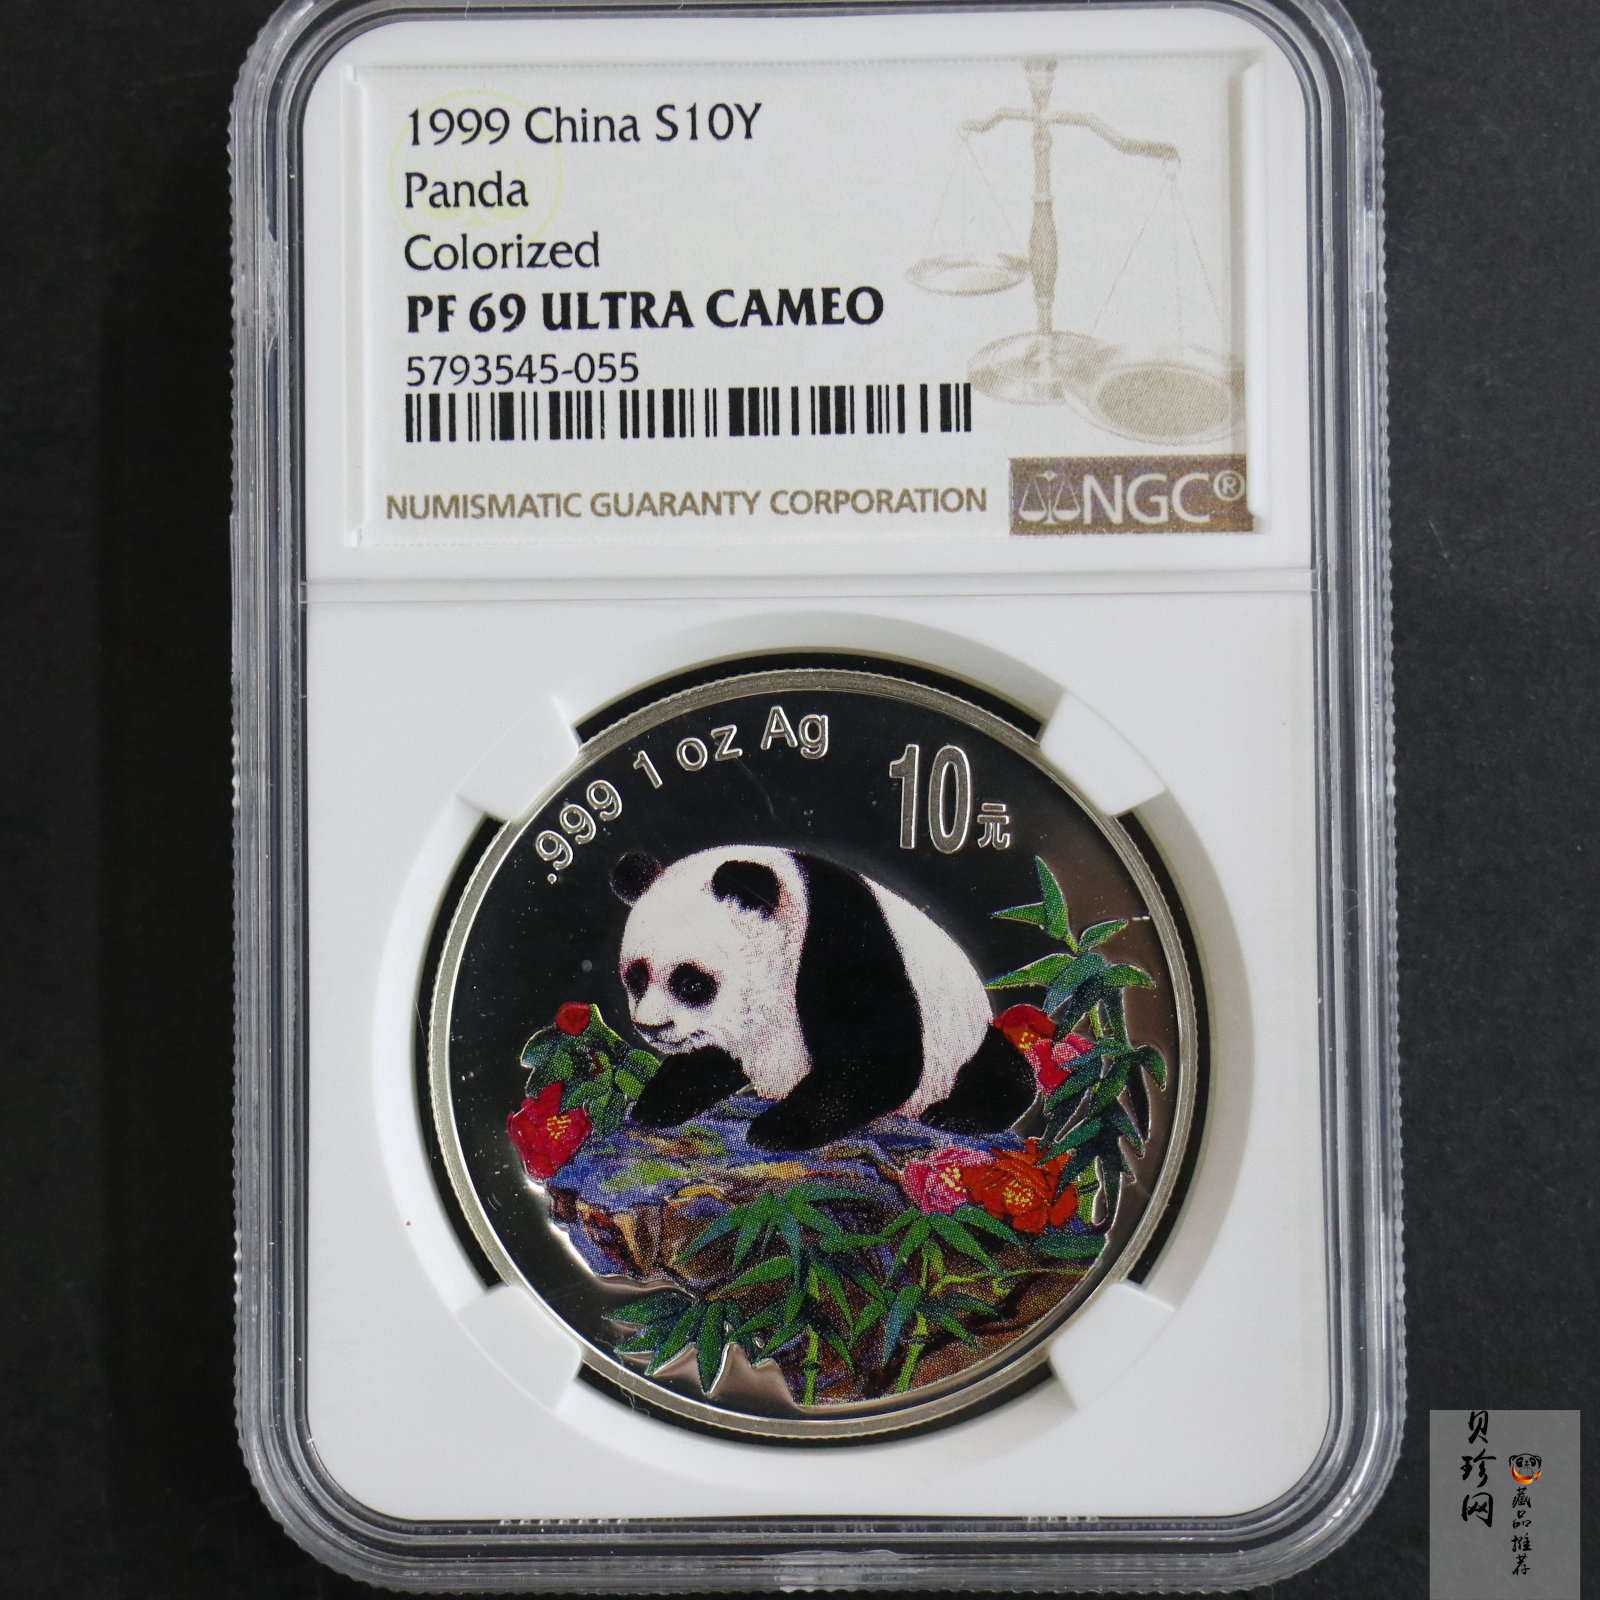 1999 China S10Y
Panda
Colorized
PF 69 ULTRA CAMEO
5793545-055
NUMISMATIC GUARANTY CORPORATION
NGC®
.999 1 oz Ag
10元
贝珍网
藏品推荐